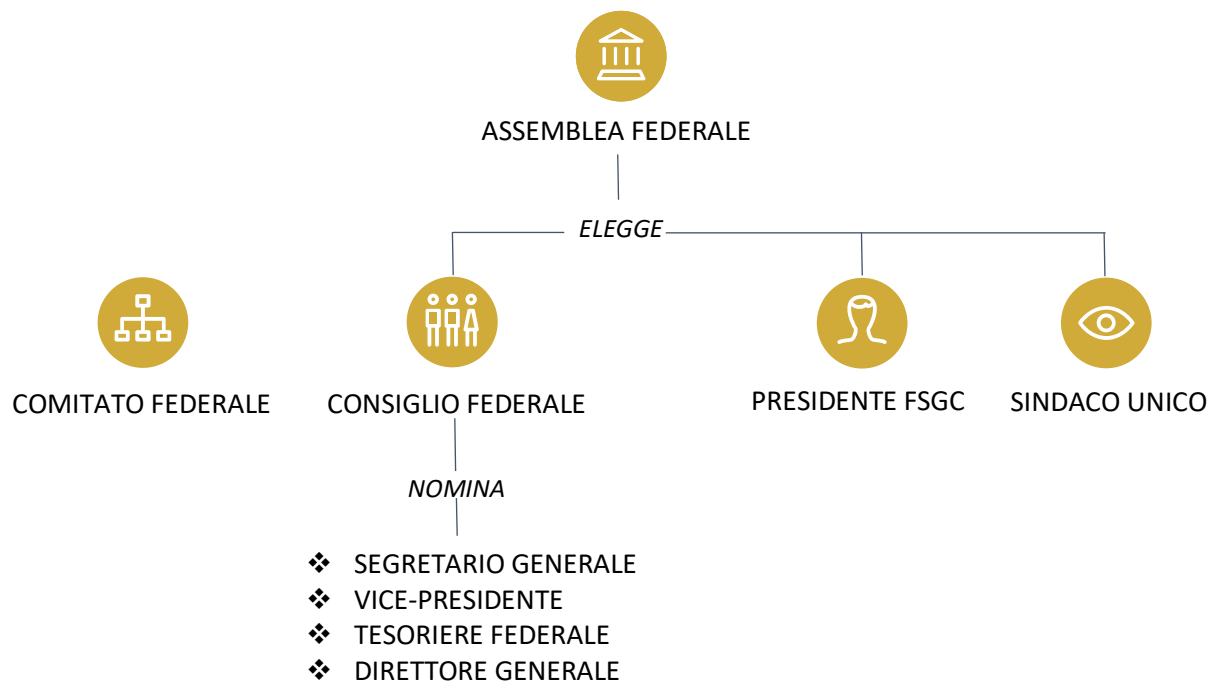 ASSEMBLEA FEDERALE
ELEGGE
COMITATO FEDERALE
CONSIGLIO FEDERALE
PRESIDENTE FSGC
SINDACO UNICO
NOMINA
❖ SEGRETARIO GENERALE
❖ VICE-PRESIDENTE
❖ TESORIERE FEDERALE
❖ DIRETTORE GENERALE